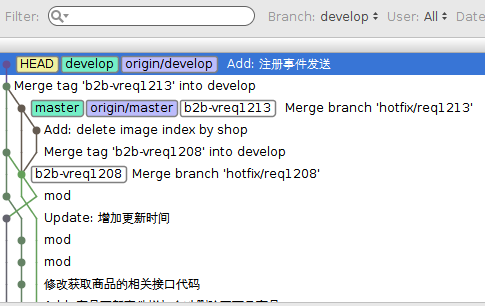 Filter: Branch: develop User: All Date
HEAD develop origin/develop Add: 注册事件发送
Merge tag 'b2b-vreq1213' into develop
master origin/master b2b-vreq1213 Merge branch 'hotfix/req1213'
Add: delete image index by shop
Merge tag 'b2b-vreq1208' into develop
b2b-vreq1208 Merge branch 'hotfix/req1208'
mod
Update: 增加更新时间
mod
mod
修改获取商品的相关接口代码